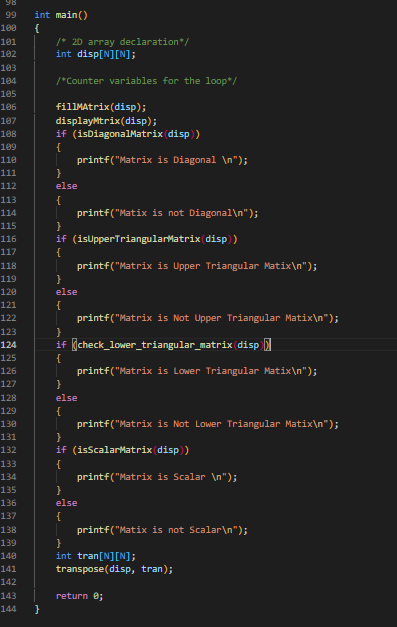 98
99 int main()
100 {
101 /* 2D array declaration*/
102 int disp[N][N];
103
104 /*Counter variables for the loop*/
105
106 fillMAtrix(disp);
107 displayMtrix(disp);
108 if (isDiagonalMatrix(disp))
109 {
110 printf("Matrix is Diagonal \n");
111 }
112 else
113 {
114 printf("Matix is not Diagonal\n");
115 }
116 if (isUpperTriangularMatrix(disp))
117 {
118 printf("Matrix is Upper Triangular Matix\n");
119 }
120 else
121 {
122 printf("Matrix is Not Upper Triangular Matix\n");
123 }
124 if (check_lower_triangular_matrix(disp))
125 {
126 printf("Matrix is Lower Triangular Matix\n");
127 }
128 else
129 {
130 printf("Matrix is Not Lower Triangular Matix\n");
131 }
132 if (isScalarMatrix(disp))
133 {
134 printf("Matrix is Scalar \n");
135 }
136 else
137 {
138 printf("Matix is not Scalar\n");
139 }
140 int tran[N][N];
141 transpose(disp, tran);
142
143 return 0;
144 }